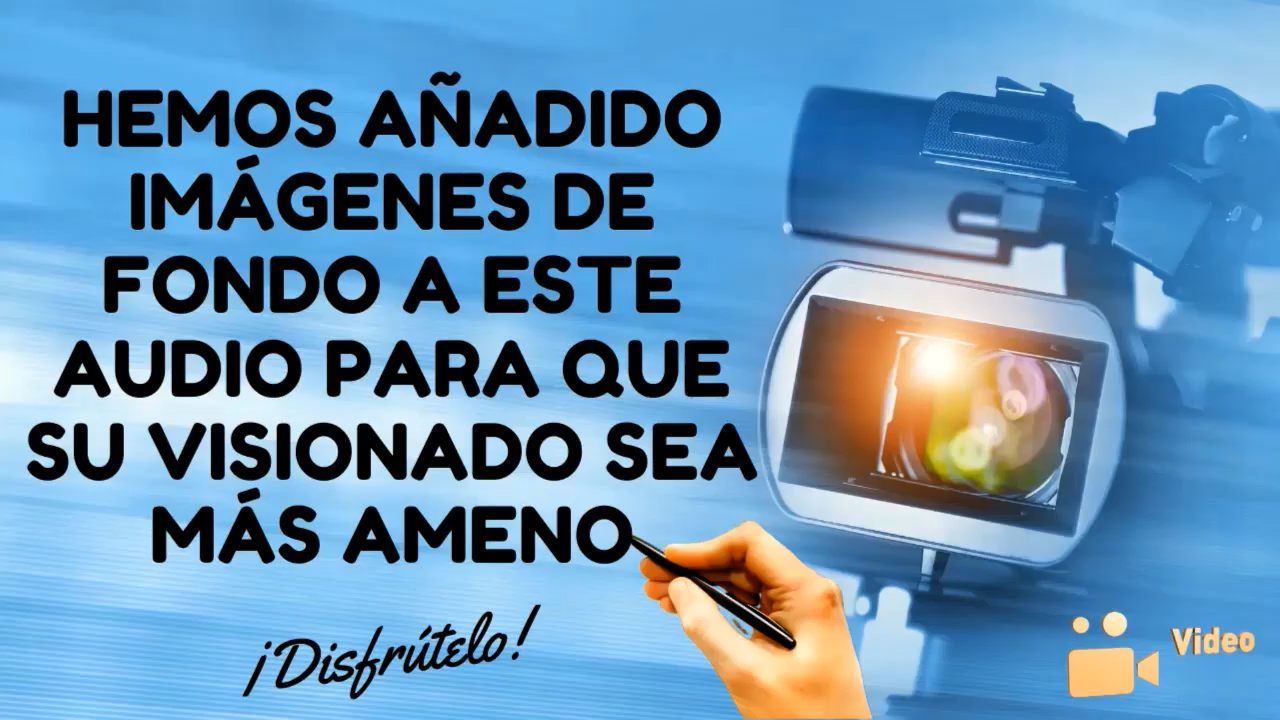 HEMOS AÑADIDO
IMÁGENES DE
FONDO A ESTE
AUDIO PARA QUE
SU VISIONADO SEA
MÁS AMENO
¡Disfrútelo!
Video